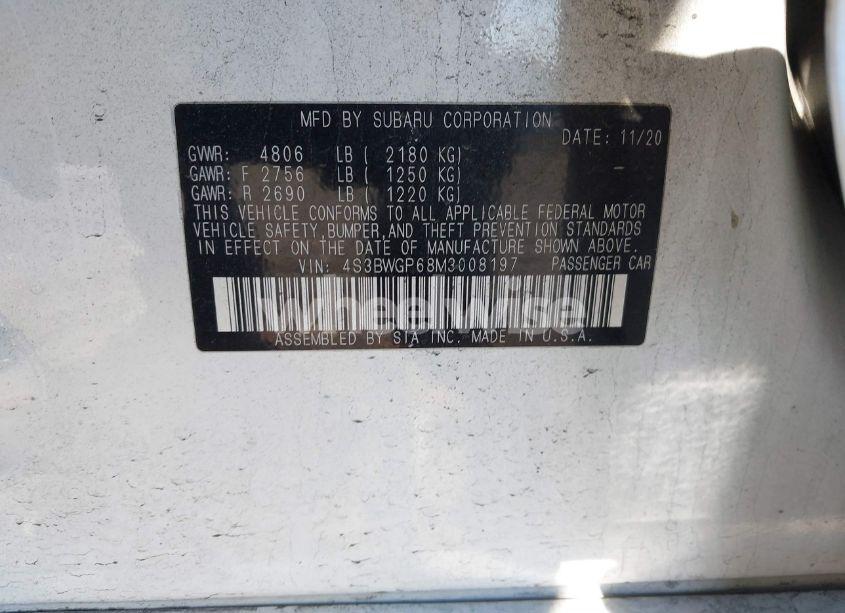 MFD BY SUBARU CORPORATION
DATE: 11/20
GVWR: 4806 LB ( 2180 KG)
GAWR: F 2756 LB ( 1250 KG)
GAWR: R 2690 LB ( 1220 KG)
THIS VEHICLE CONFORMS TO ALL APPLICABLE FEDERAL MOTOR
VEHICLE SAFETY,BUMPER,AND THEFT PREVENTION STANDARDS
IN EFFECT ON THE DATE OF MANUFACTURE SHOWN ABOVE.
VIN: 4S3BWGP68M3008197 PASSENGER CAR
WheelWise
ASSEMBLED BY SIA INC. MADE IN U.S.A.